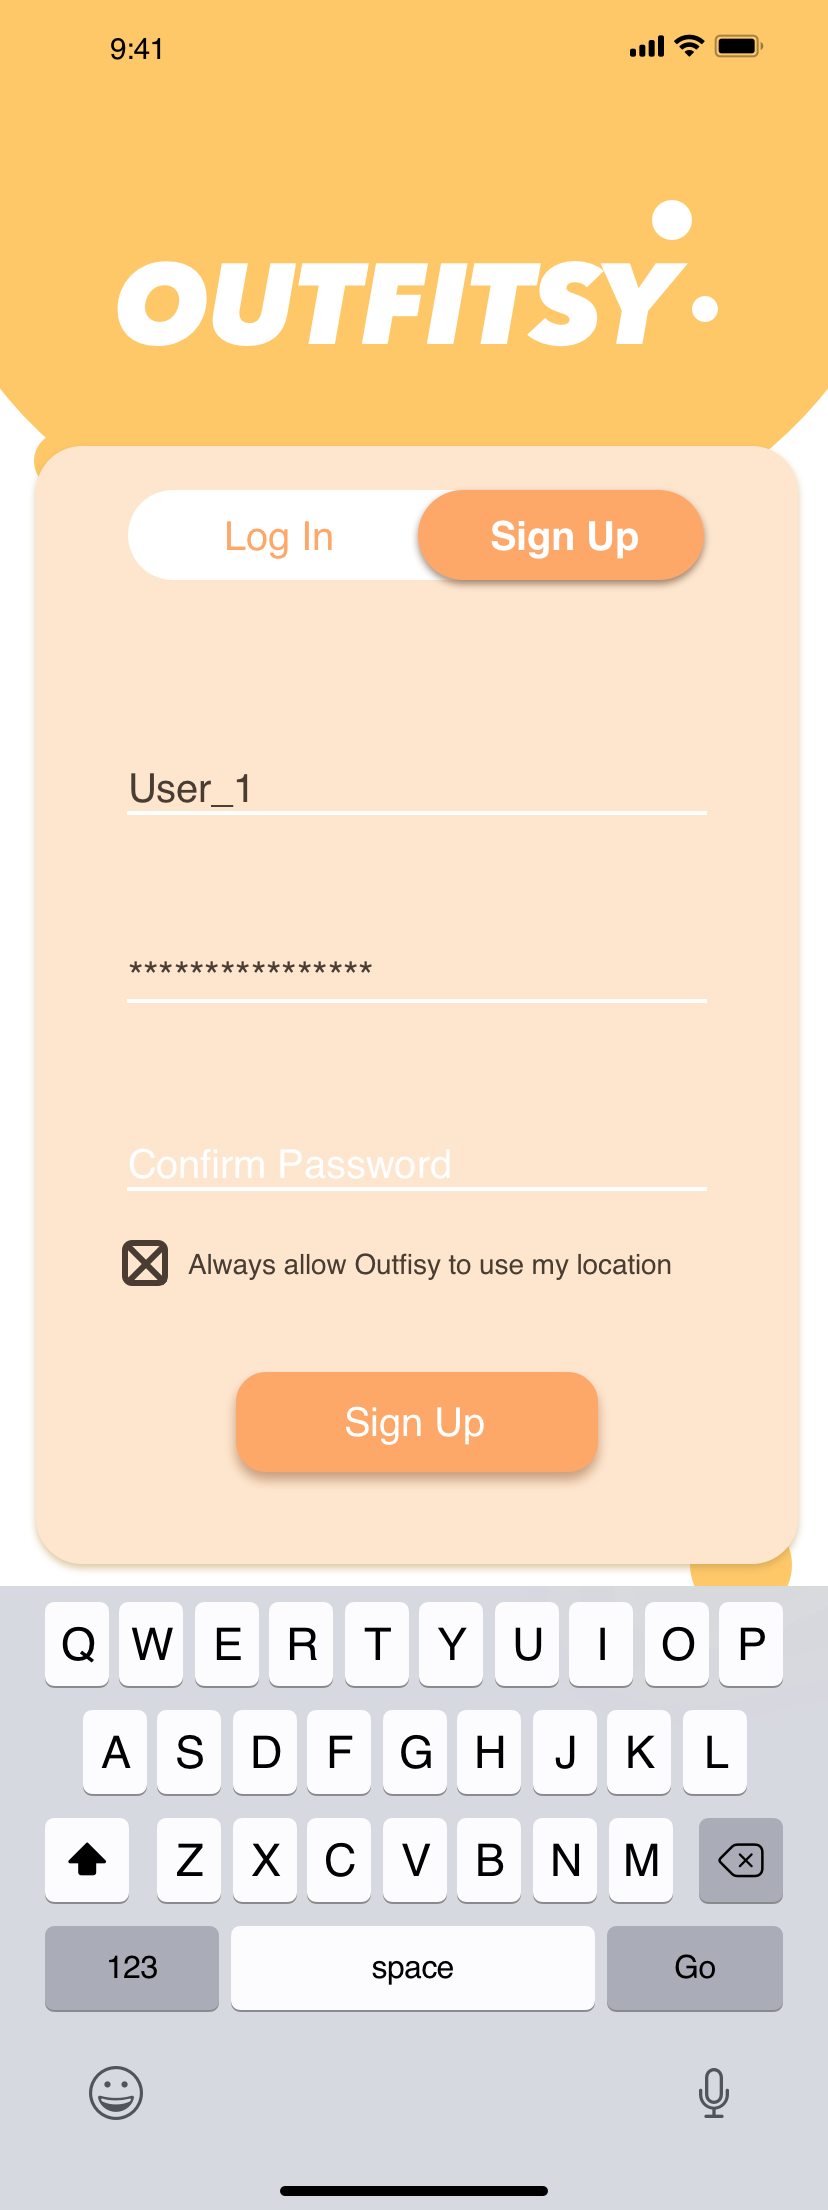 9:41
OUTFITSY
Log In
Sign Up
User_1
****************
Confirm Password
Always allow Outfisy to use my location
Sign Up
Q W E R T Y U I O P
A S D F G H J K L
Z X C V B N M
123 space Go